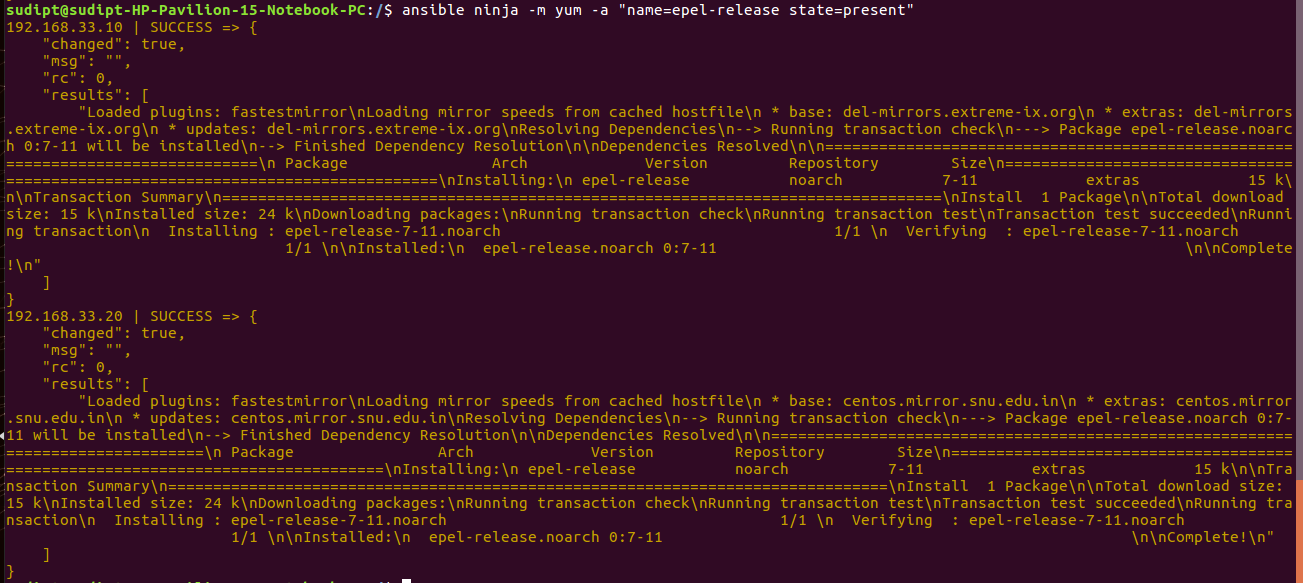 sudipt@sudipt-HP-Pavilion-15-Notebook-PC:/$ ansible ninja -m yum -a "name=epel-release state=present"
192.168.33.10 | SUCCESS => {
    "changed": true,
    "msg": "",
    "rc": 0,
    "results": [
        "Loaded plugins: fastestmirror\nLoading mirror speeds from cached hostfile\n * base: del-mirrors.extreme-ix.org\n * extras: del-mirrors
.extreme-ix.org\n * updates: del-mirrors.extreme-ix.org\nResolving Dependencies\n--> Running transaction check\n---> Package epel-release.noarc
h 0:7-11 will be installed\n--> Finished Dependency Resolution\n\nDependencies Resolved\n\n====================================================
============================\n Package                Arch             Version         Repository        Size\n================================
================================================\nInstalling:\n epel-release           noarch           7-11            extras            15 k\
n\nTransaction Summary\n================================================================================\nInstall  1 Package\n\nTotal download 
size: 15 k\nInstalled size: 24 k\nDownloading packages:\nRunning transaction check\nRunning transaction test\nTransaction test succeeded\nRunni
ng transaction\n  Installing : epel-release-7-11.noarch                                     1/1 \n  Verifying  : epel-release-7-11.noarch
                               1/1 \n\nInstalled:\n  epel-release.noarch 0:7-11                                                    \n\nComplete
!\n"
    ]
}
192.168.33.20 | SUCCESS => {
    "changed": true,
    "msg": "",
    "rc": 0,
    "results": [
        "Loaded plugins: fastestmirror\nLoading mirror speeds from cached hostfile\n * base: centos.mirror.snu.edu.in\n * extras: centos.mirror
.snu.edu.in\n * updates: centos.mirror.snu.edu.in\nResolving Dependencies\n--> Running transaction check\n---> Package epel-release.noarch 0:7-
11 will be installed\n--> Finished Dependency Resolution\n\nDependencies Resolved\n\n==========================================================
======================\n Package                Arch             Version         Repository        Size\n======================================
==========================================\nInstalling:\n epel-release           noarch           7-11            extras            15 k\n\nTra
nsaction Summary\n================================================================================\nInstall  1 Package\n\nTotal download size: 
15 k\nInstalled size: 24 k\nDownloading packages:\nRunning transaction check\nRunning transaction test\nTransaction test succeeded\nRunning tra
nsaction\n  Installing : epel-release-7-11.noarch                                     1/1 \n  Verifying  : epel-release-7-11.noarch
                         1/1 \n\nInstalled:\n  epel-release.noarch 0:7-11                                                    \n\nComplete!\n"
    ]
}